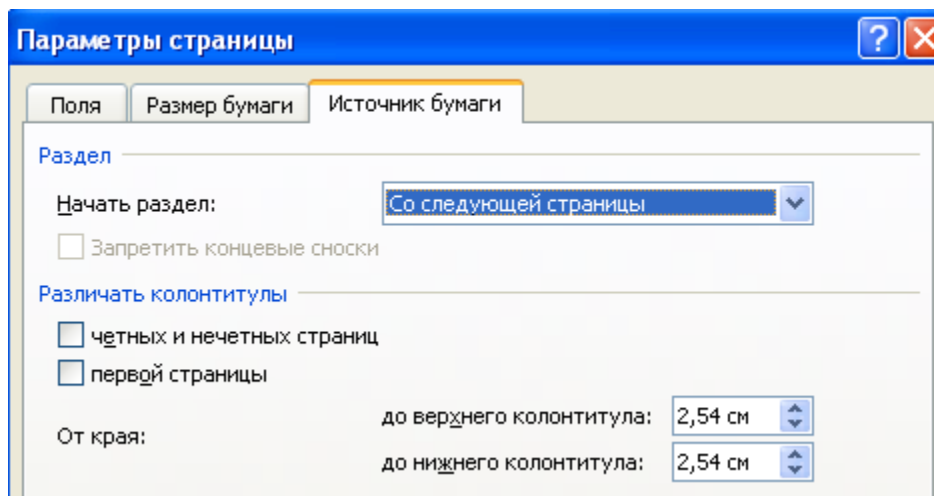 Параметры страницы
Поля Размер бумаги Источник бумаги
Раздел
Начать раздел: Со следующей страницы
Запретить концевые сноски
Различать колонтитулы
четных и нечетных страниц
первой страницы
до верхнего колонтитула: 2,54 см
От края:
до нижнего колонтитула: 2,54 см